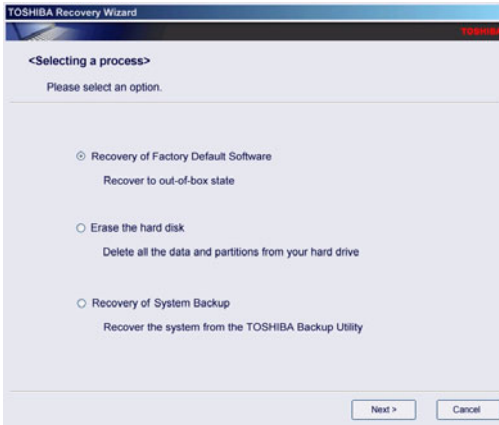 TOSHIBA Recovery Wizard
TOSHIBA
<Selecting a process>
Please select an option.
Recovery of Factory Default Software
Recover to out-of-box state
Erase the hard disk
Delete all the data and partitions from your hard drive
Recovery of System Backup
Recover the system from the TOSHIBA Backup Utility
Next >
Cancel